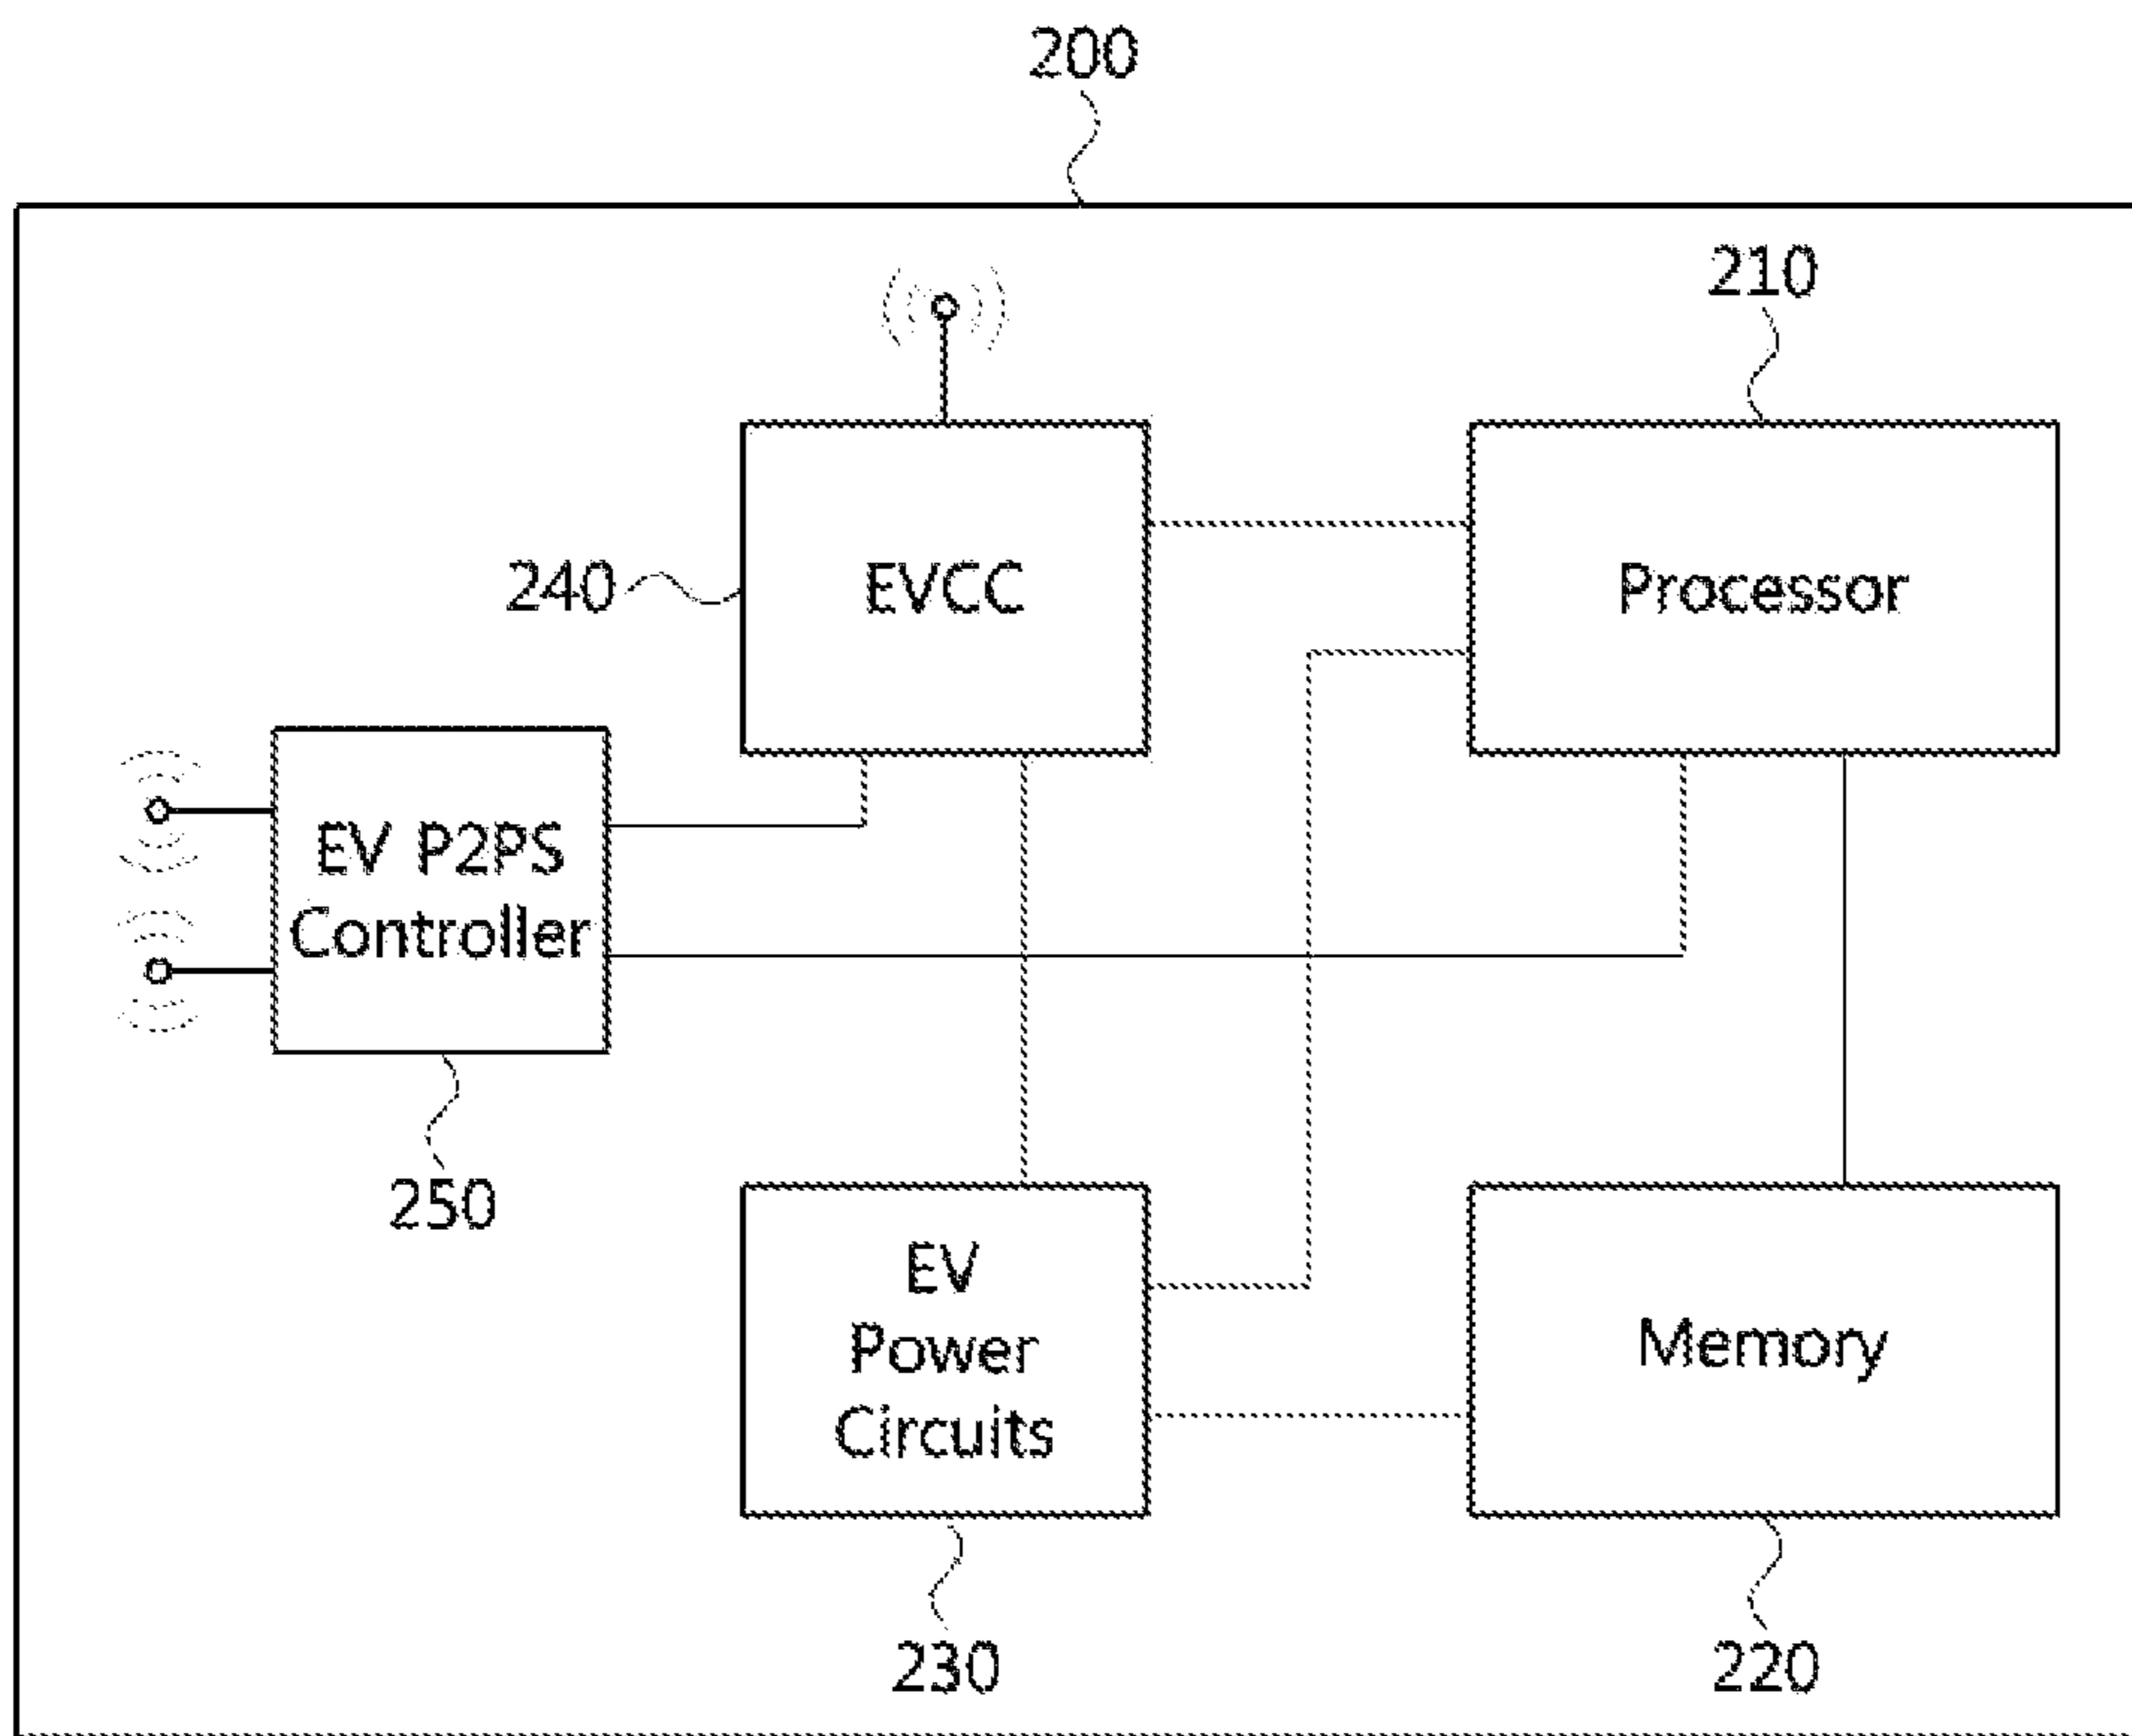 200
210
240
EVCC
Processor
EV P2PS
Controller
250
EV
Power
Circuits
Memory
230
220